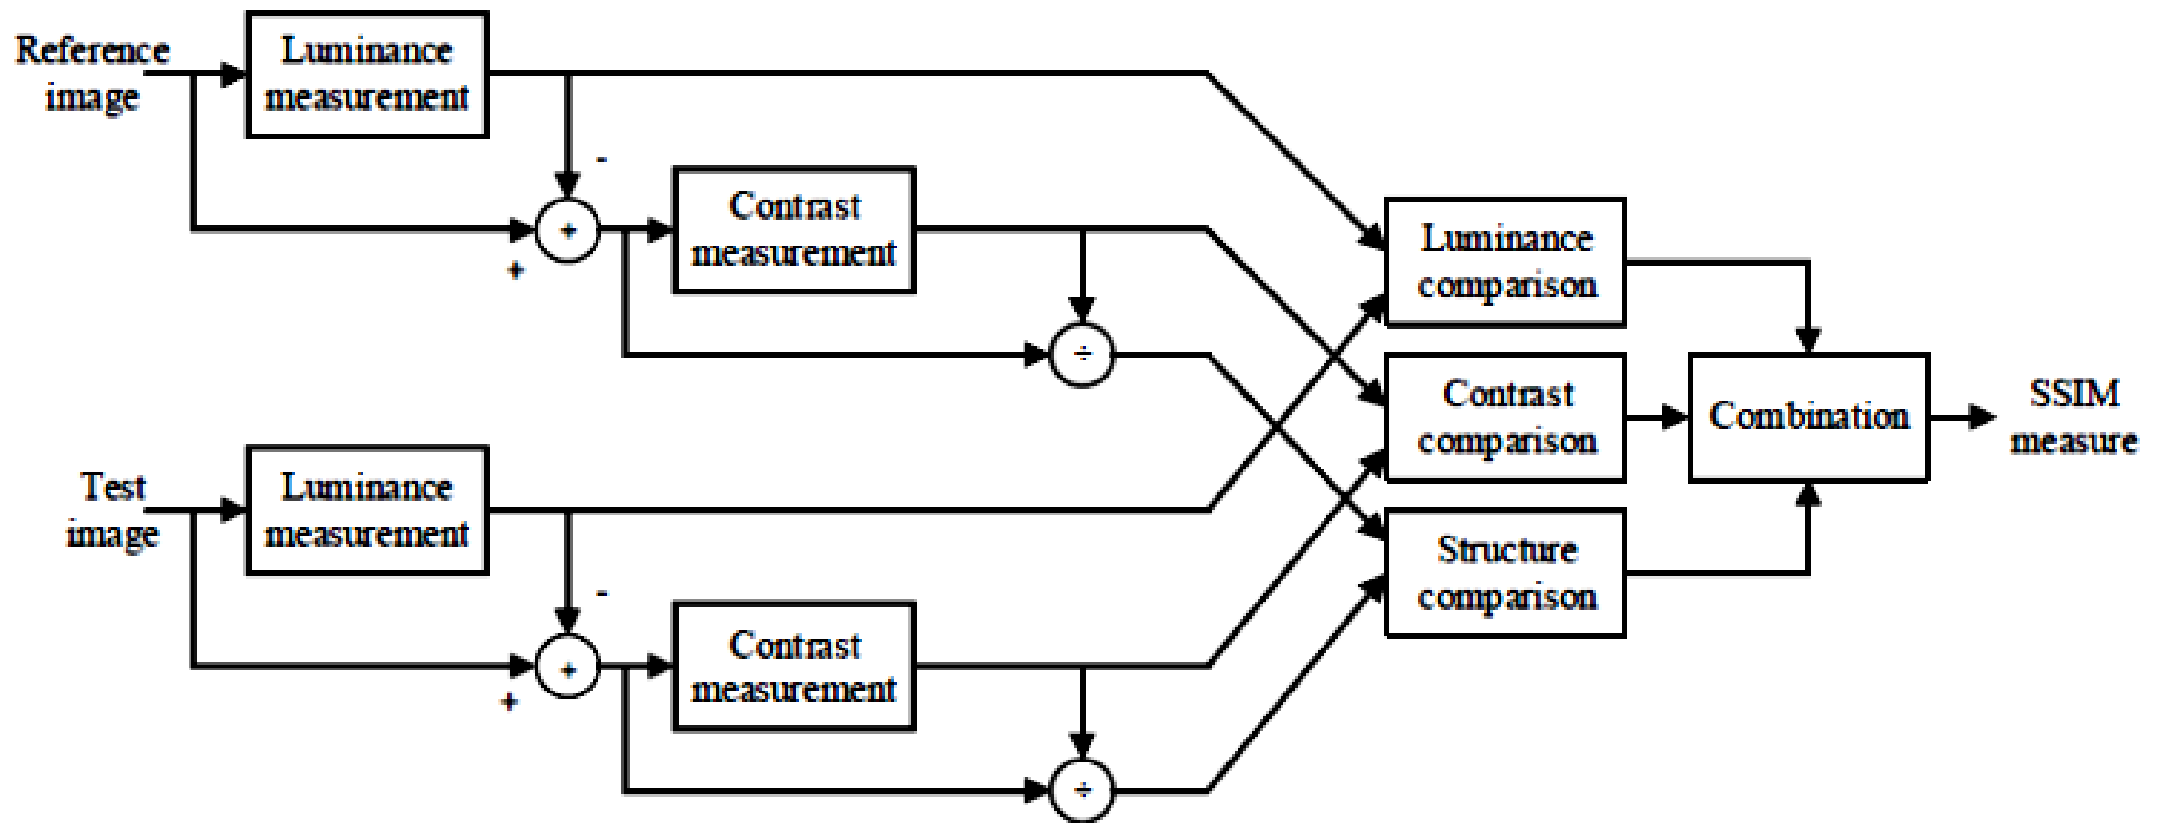 Reference
image
Luminance
measurement
-
+
+
Contrast
measurement
÷
Test
image
Luminance
measurement
-
+
+
Contrast
measurement
÷
Luminance
comparison
Contrast
comparison
Structure
comparison
Combination
SSIM
measure